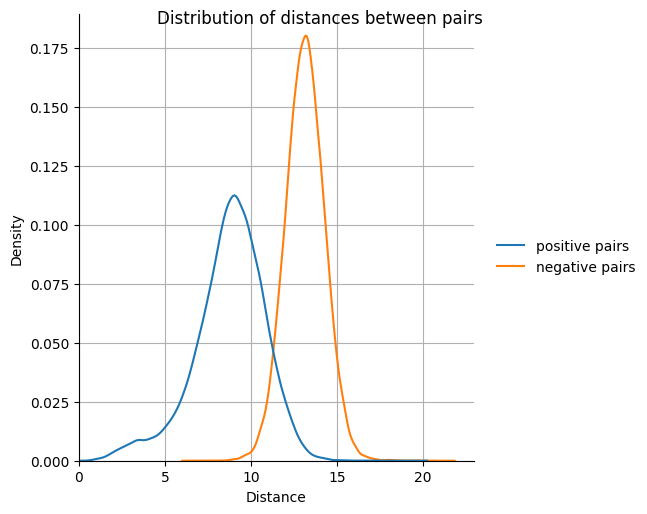 Distribution of distances between pairs
0.175
0.150
0.125
0.100
0.075
0.050
0.025
0.000
Density
0 5 10 15 20
Distance
positive pairs
negative pairs